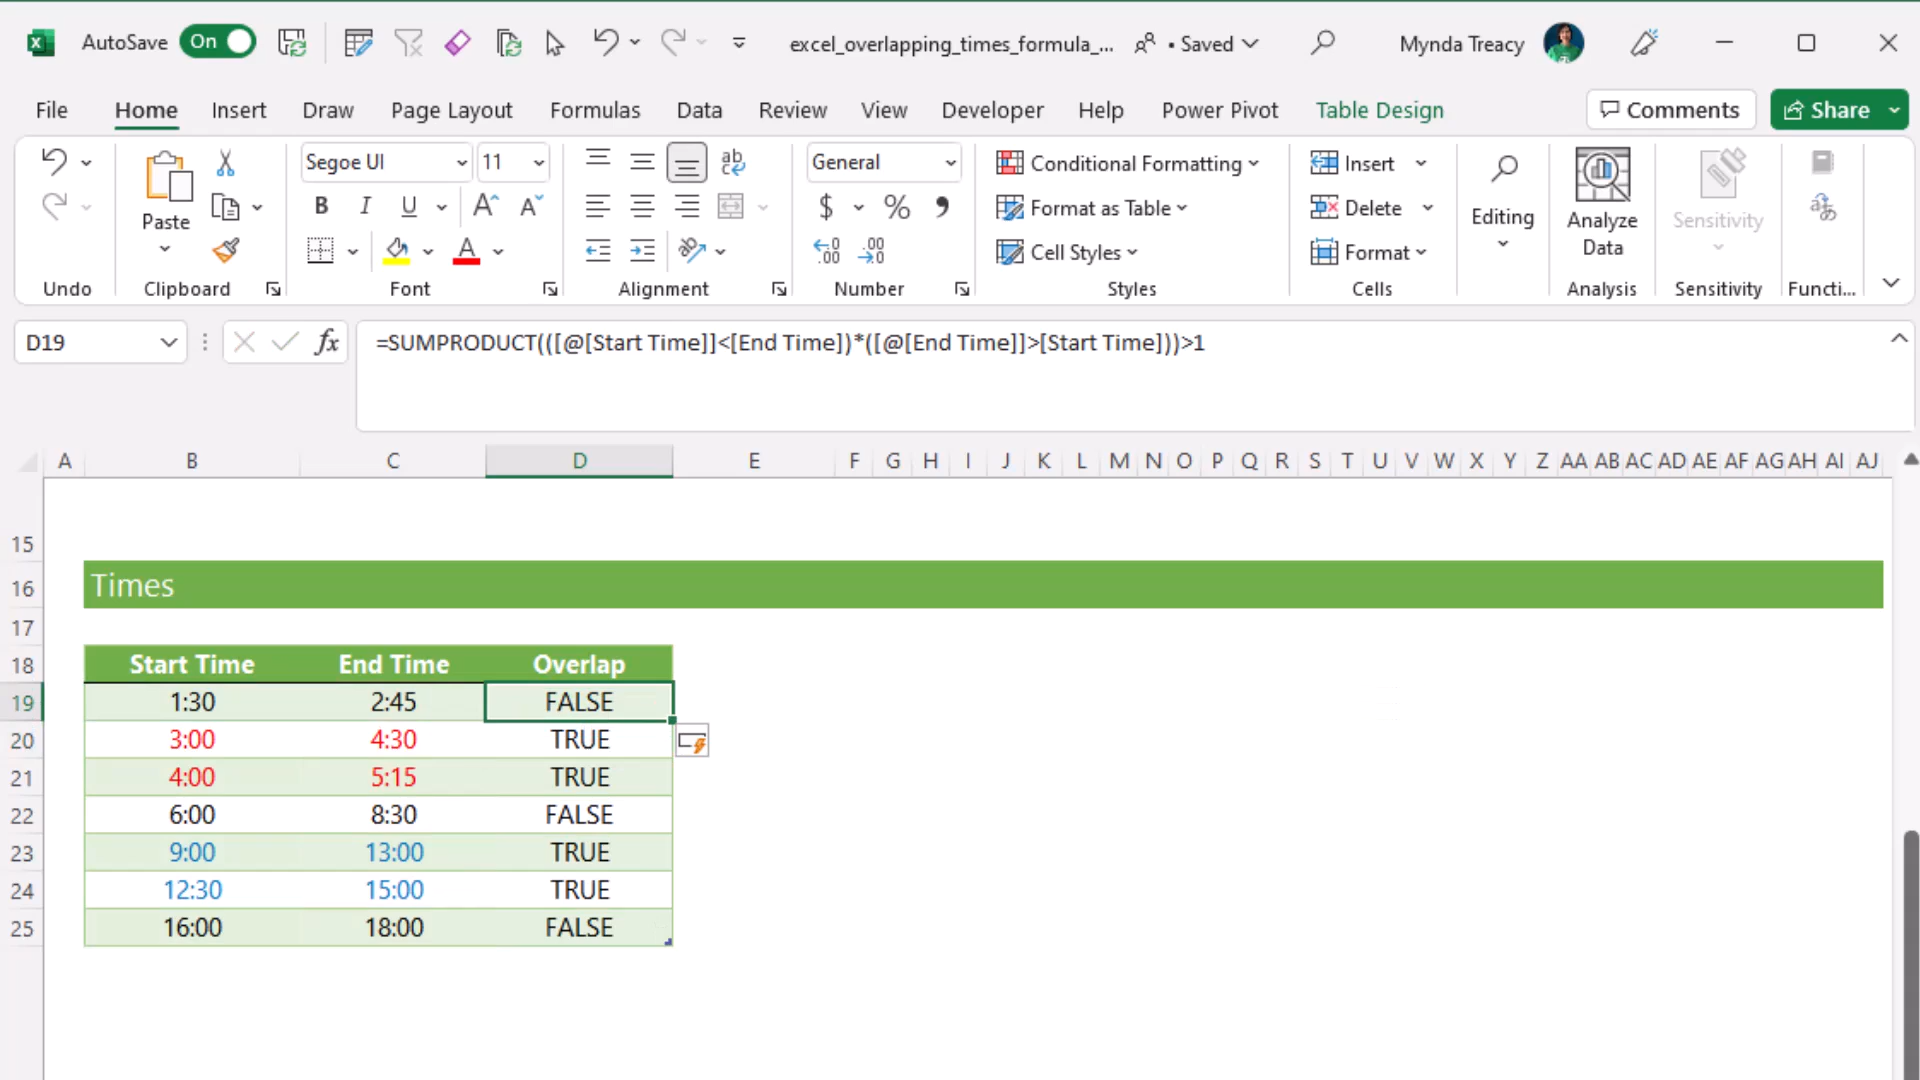 AutoSave On excel_overlapping_times_formula_... • Saved Mynda Treacy
File Home Insert Draw Page Layout Formulas Data Review View Developer Help Power Pivot Table Design Comments Share
Segoe UI 11 General Conditional Formatting Insert
Paste B I U A A $ % Format as Table Delete Editing Analyze Data Sensitivity
A Cell Styles Format
Undo Clipboard Font Alignment Number Styles Cells Analysis Sensitivity Functi...
D19 fx =SUMPRODUCT(([@[Start Time]]<[End Time])*([@[End Time]]>[Start Time]))>1
A B C D E F G H I J K L M N O P Q R S T U V W X Y Z AA AB AC AD AE AF AG AH AI AJ
15
16 Times
17
18 Start Time End Time Overlap
19 1:30 2:45 FALSE
20 3:00 4:30 TRUE
21 4:00 5:15 TRUE
22 6:00 8:30 FALSE
23 9:00 13:00 TRUE
24 12:30 15:00 TRUE
25 16:00 18:00 FALSE